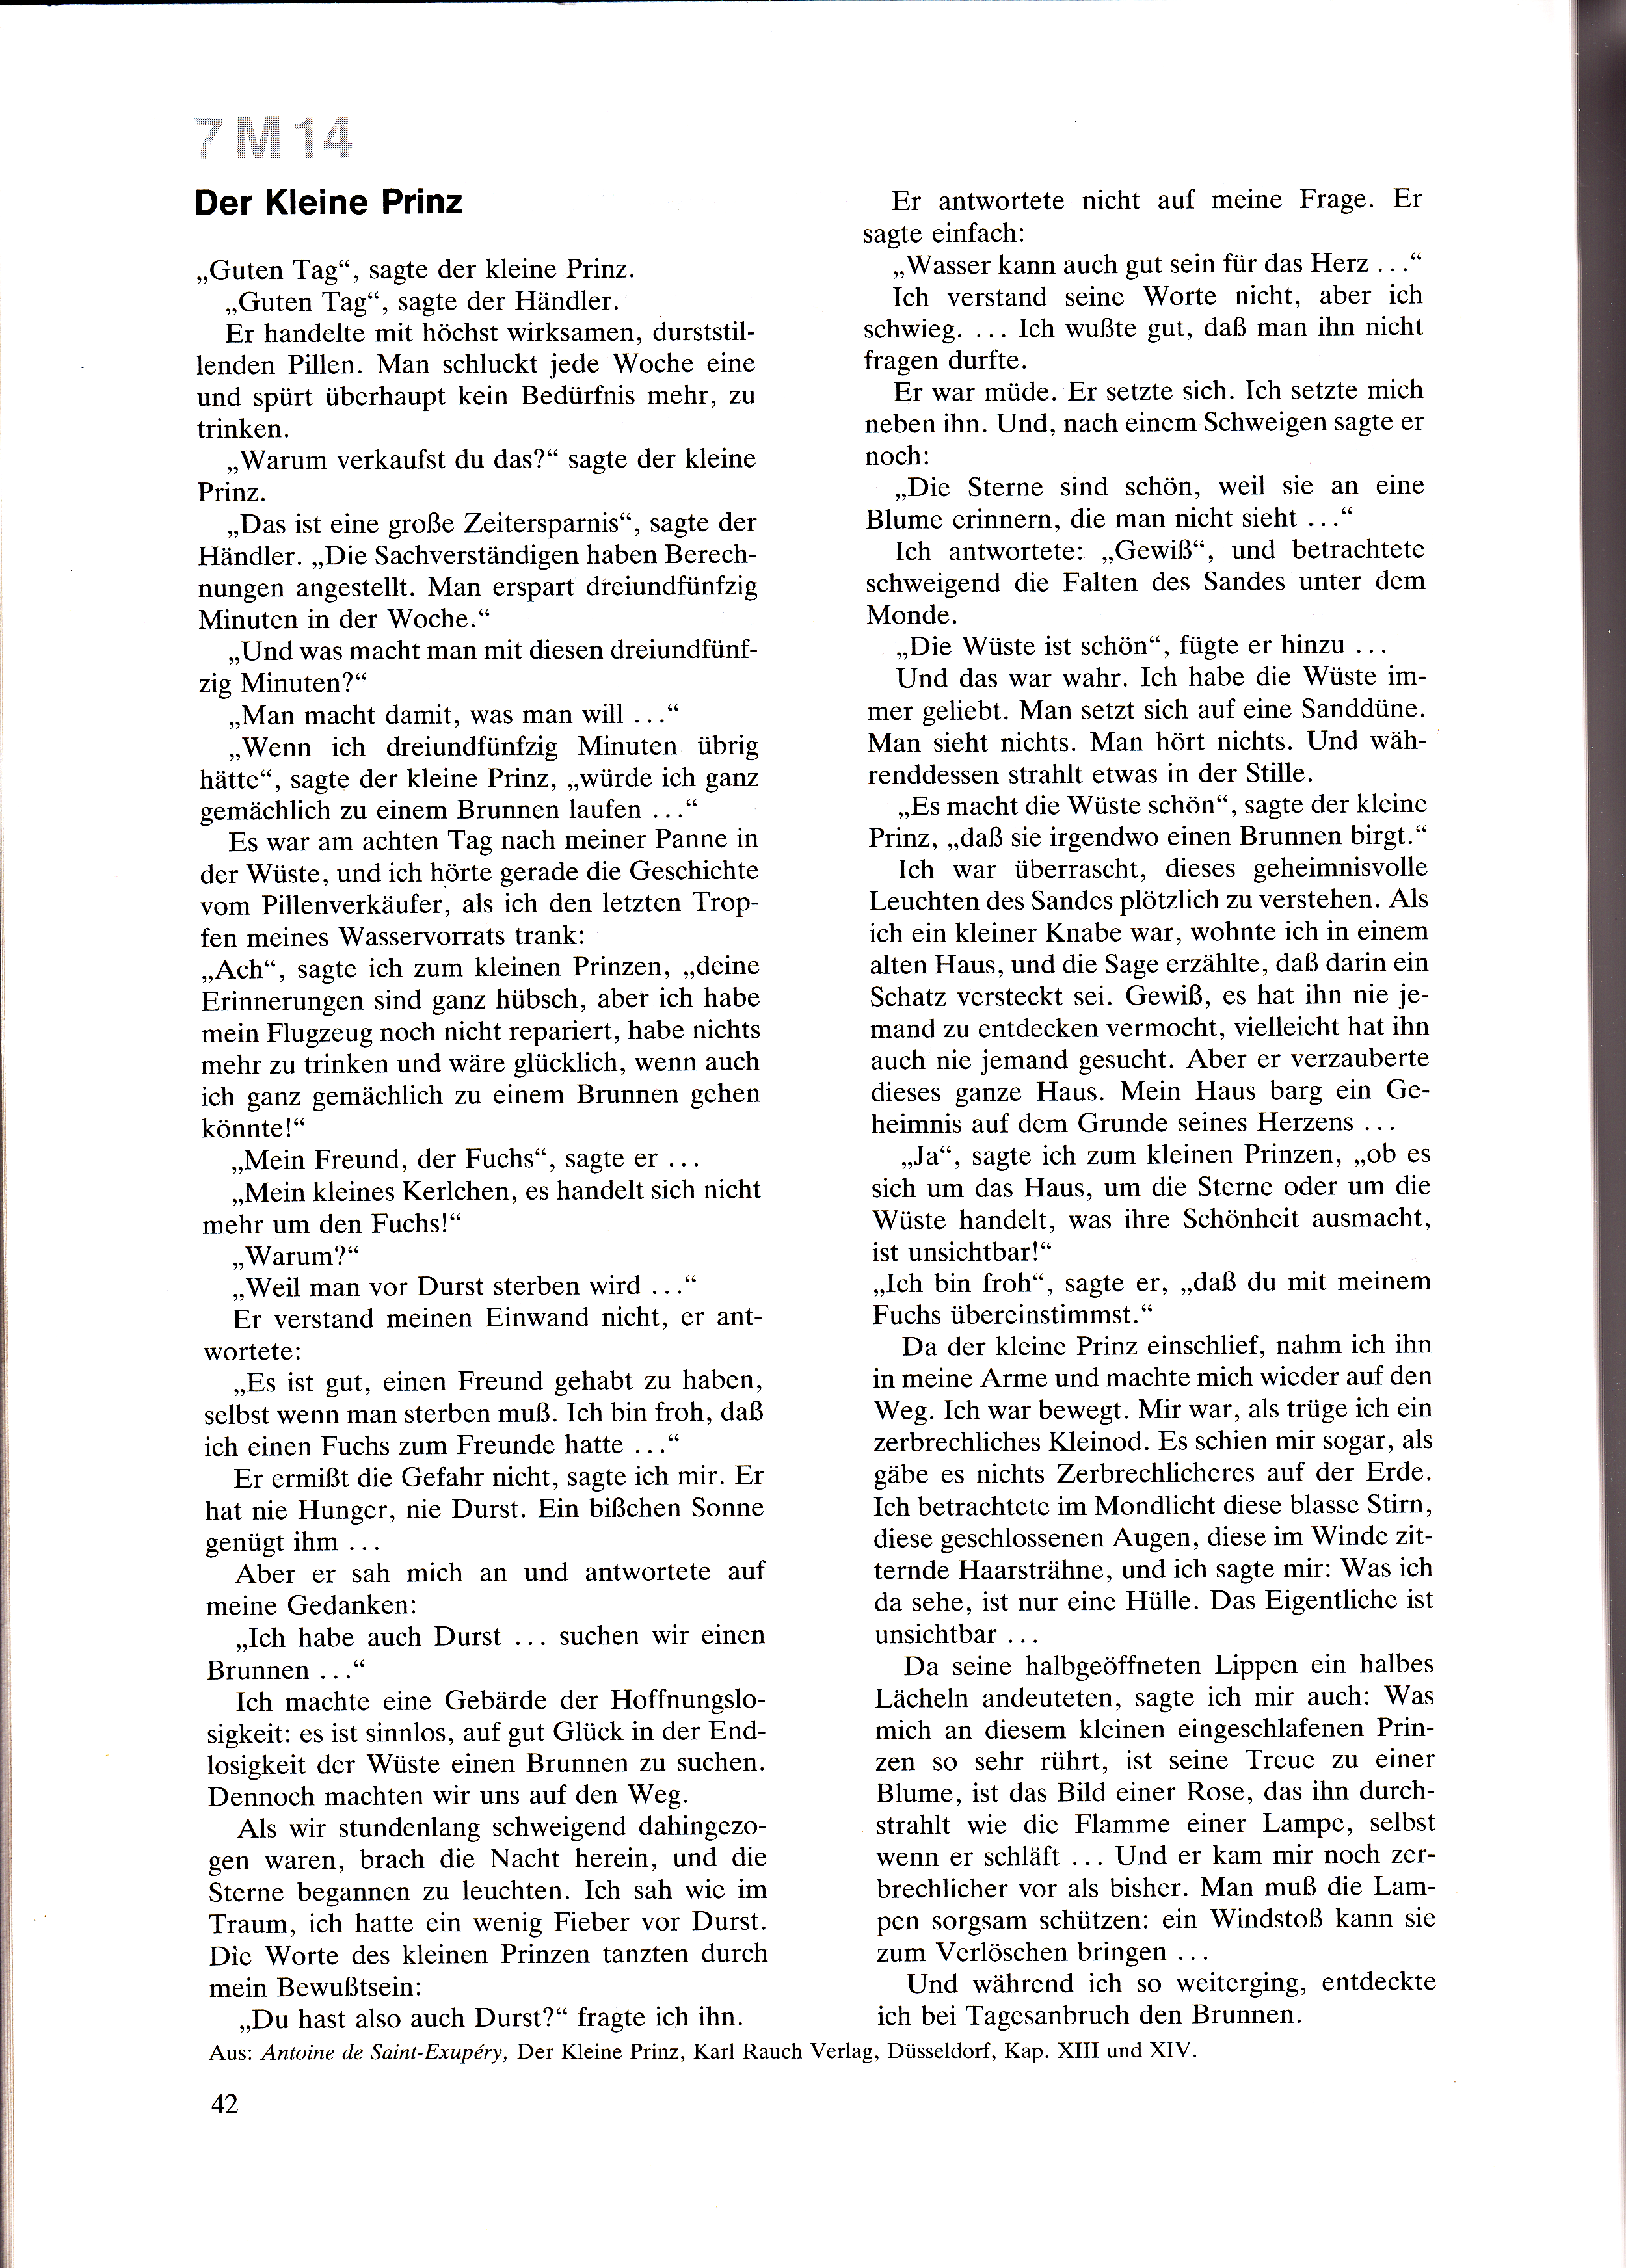 7 M 14
Der Kleine Prinz
„Guten Tag“, sagte der kleine Prinz.
„Guten Tag“, sagte der Händler.
Er handelte mit höchst wirksamen, durststil-
lenden Pillen. Man schluckt jede Woche eine
und spürt überhaupt kein Bedürfnis mehr, zu
trinken.
„Warum verkaufst du das?“ sagte der kleine
Prinz.
„Das ist eine große Zeitersparnis“, sagte der
Händler. „Die Sachverständigen haben Berech-
nungen angestellt. Man erspart dreiundfünfzig
Minuten in der Woche.“
„Und was macht man mit diesen dreiundfünf-
zig Minuten?“
„Man macht damit, was man will ...“
„Wenn ich dreiundfünfzig Minuten übrig
hätte“, sagte der kleine Prinz, „würde ich ganz
gemächlich zu einem Brunnen laufen ...“
Es war am achten Tag nach meiner Panne in
der Wüste, und ich hörte gerade die Geschichte
vom Pillenverkäufer, als ich den letzten Trop-
fen meines Wasservorrats trank:
„Ach“, sagte ich zum kleinen Prinzen, „deine
Erinnerungen sind ganz hübsch, aber ich habe
mein Flugzeug noch nicht repariert, habe nichts
mehr zu trinken und wäre glücklich, wenn auch
ich ganz gemächlich zu einem Brunnen gehen
könnte!“
„Mein Freund, der Fuchs“, sagte er ...
„Mein kleines Kerlchen, es handelt sich nicht
mehr um den Fuchs!“
„Warum?“
„Weil man vor Durst sterben wird ...“
Er verstand meinen Einwand nicht, er ant-
wortete:
„Es ist gut, einen Freund gehabt zu haben,
selbst wenn man sterben muß. Ich bin froh, daß
ich einen Fuchs zum Freunde hatte ...“
Er ermißt die Gefahr nicht, sagte ich mir. Er
hat nie Hunger, nie Durst. Ein bißchen Sonne
genügt ihm ...
Aber er sah mich an und antwortete auf
meine Gedanken:
„Ich habe auch Durst ... suchen wir einen
Brunnen ...“
Ich machte eine Gebärde der Hoffnungslo-
sigkeit: es ist sinnlos, auf gut Glück in der End-
losigkeit der Wüste einen Brunnen zu suchen.
Dennoch machten wir uns auf den Weg.
Als wir stundenlang schweigend dahingezo-
gen waren, brach die Nacht herein, und die
Sterne begannen zu leuchten. Ich sah wie im
Traum, ich hatte ein wenig Fieber vor Durst.
Die Worte des kleinen Prinzen tanzten durch
mein Bewußtsein:
„Du hast also auch Durst?“ fragte ich ihn.
Er antwortete nicht auf meine Frage. Er
sagte einfach:
„Wasser kann auch gut sein für das Herz ...“
Ich verstand seine Worte nicht, aber ich
schwieg. ... Ich wußte gut, daß man ihn nicht
fragen durfte.
Er war müde. Er setzte sich. Ich setzte mich
neben ihn. Und, nach einem Schweigen sagte er
noch:
„Die Sterne sind schön, weil sie an eine
Blume erinnern, die man nicht sieht ...“
Ich antwortete: „Gewiß“, und betrachtete
schweigend die Falten des Sandes unter dem
Monde.
„Die Wüste ist schön“, fügte er hinzu ...
Und das war wahr. Ich habe die Wüste im-
mer geliebt. Man setzt sich auf eine Sanddüne.
Man sieht nichts. Man hört nichts. Und wäh-
renddessen strahlt etwas in der Stille.
„Es macht die Wüste schön“, sagte der kleine
Prinz, „daß sie irgendwo einen Brunnen birgt.“
Ich war überrascht, dieses geheimnisvolle
Leuchten des Sandes plötzlich zu verstehen. Als
ich ein kleiner Knabe war, wohnte ich in einem
alten Haus, und die Sage erzählte, daß darin ein
Schatz versteckt sei. Gewiß, es hat ihn nie je-
mand zu entdecken vermocht, vielleicht hat ihn
auch nie jemand gesucht. Aber er verzauberte
dieses ganze Haus. Mein Haus barg ein Ge-
heimnis auf dem Grunde seines Herzens ...
„Ja“, sagte ich zum kleinen Prinzen, „ob es
sich um das Haus, um die Sterne oder um die
Wüste handelt, was ihre Schönheit ausmacht,
ist unsichtbar!“
„Ich bin froh“, sagte er, „daß du mit meinem
Fuchs übereinstimmst.“
Da der kleine Prinz einschlief, nahm ich ihn
in meine Arme und machte mich wieder auf den
Weg. Ich war bewegt. Mir war, als trüge ich ein
zerbrechliches Kleinod. Es schien mir sogar, als
gäbe es nichts Zerbrechlicheres auf der Erde.
Ich betrachtete im Mondlicht diese blasse Stirn,
diese geschlossenen Augen, diese im Winde zit-
ternde Haarsträhne, und ich sagte mir: Was ich
da sehe, ist nur eine Hülle. Das Eigentliche ist
unsichtbar ...
Da seine halbgeöffneten Lippen ein halbes
Lächeln andeuteten, sagte ich mir auch: Was
mich an diesem kleinen eingeschlafenen Prin-
zen so sehr rührt, ist seine Treue zu einer
Blume, ist das Bild einer Rose, das ihn durch-
strahlt wie die Flamme einer Lampe, selbst
wenn er schläft ... Und er kam mir noch zer-
brechlicher vor als bisher. Man muß die Lam-
pen sorgsam schützen: ein Windstoß kann sie
zum Verlöschen bringen ...
Und während ich so weiterging, entdeckte
ich bei Tagesanbruch den Brunnen.
Aus: Antoine de Saint-Exupéry, Der Kleine Prinz, Karl Rauch Verlag, Düsseldorf, Kap. XIII und XIV.
42